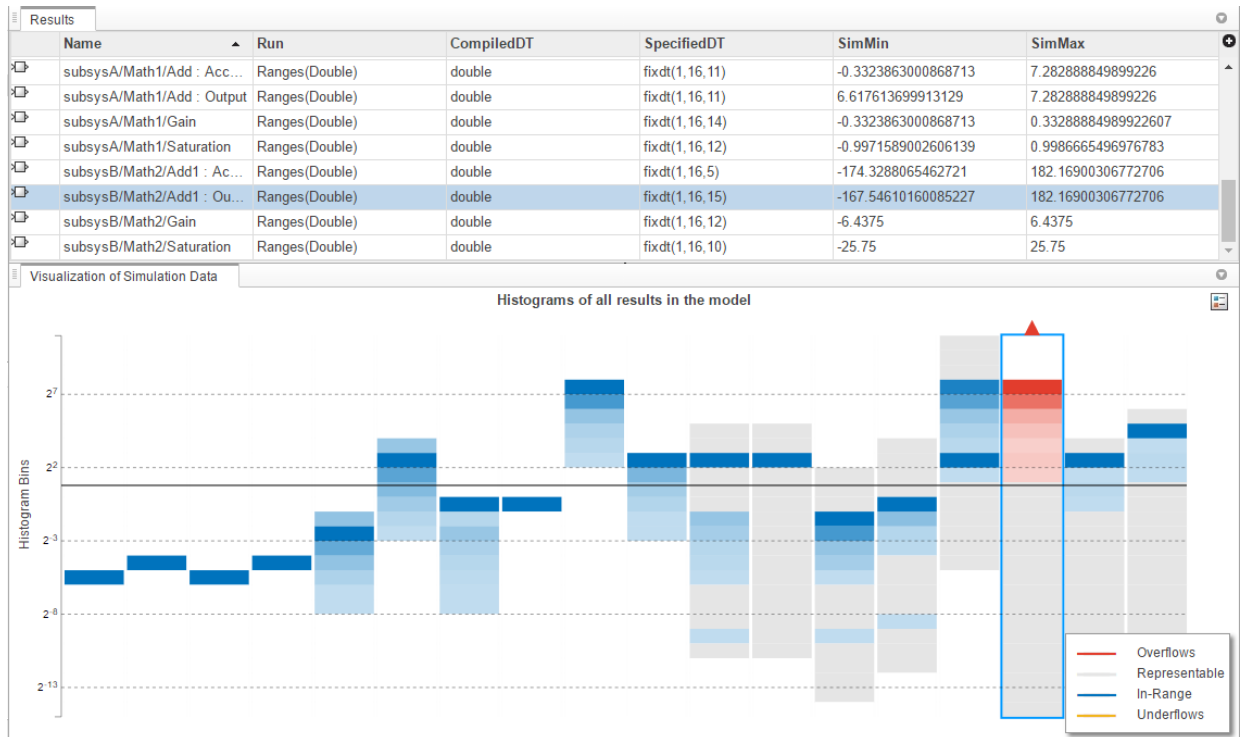 Results
Name Run CompiledDT SpecifiedDT SimMin SimMax
subsysA/Math1/Add : Acc... Ranges(Double) double fixdt(1,16,11) -0.3323863000868713 7.282888849899226
subsysA/Math1/Add : Output Ranges(Double) double fixdt(1,16,11) 6.617613699913129 7.282888849899226
subsysA/Math1/Gain Ranges(Double) double fixdt(1,16,14) -0.3323863000868713 0.33288884989922607
subsysA/Math1/Saturation Ranges(Double) double fixdt(1,16,12) -0.9971589002606139 0.9986665496976783
subsysB/Math2/Add1 : Ac... Ranges(Double) double fixdt(1,16,5) -174.3288065462721 182.16900306772706
subsysB/Math2/Add1 : Ou... Ranges(Double) double fixdt(1,16,15) -167.54610160085227 182.16900306772706
subsysB/Math2/Gain Ranges(Double) double fixdt(1,16,12) -6.4375 6.4375
subsysB/Math2/Saturation Ranges(Double) double fixdt(1,16,10) -25.75 25.75
Visualization of Simulation Data
Histograms of all results in the model
Histogram Bins
2⁷
2²
2⁻³
2⁻⁸
2⁻¹³
Overflows
Representable
In-Range
Underflows